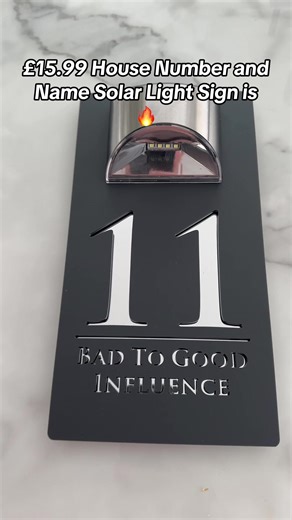 £15.99 House Number and
Name Solar Light Sign is
🔥
11
BAD TO GOOD
INFLUENCE